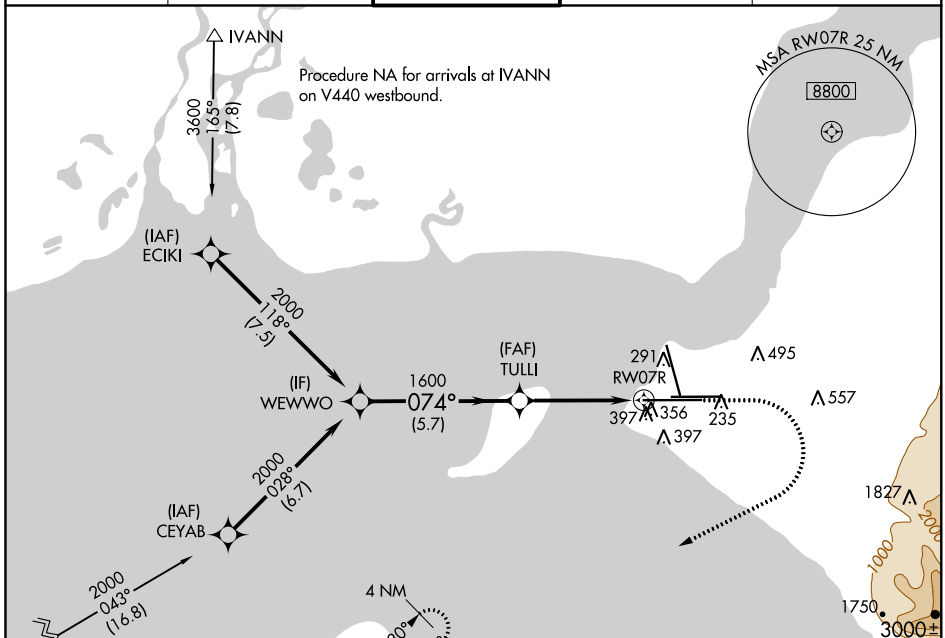 IVANN
Procedure NA for arrivals at IVANN
on V440 westbound.
MSA RW07R 25 NM
8800
3600
165°
(7.8)
(IAF)
ECIKI
2000
118°
(7.5)
(IF)
WEWWO
1600
074°
(5.7)
(FAF)
TULLI
291
RW07R
495
397
356
235
557
397
2000
028°
(6.7)
(IAF)
CEYAB
1827
2000
1000
2000
043°
(16.8)
4 NM
1750
3000±